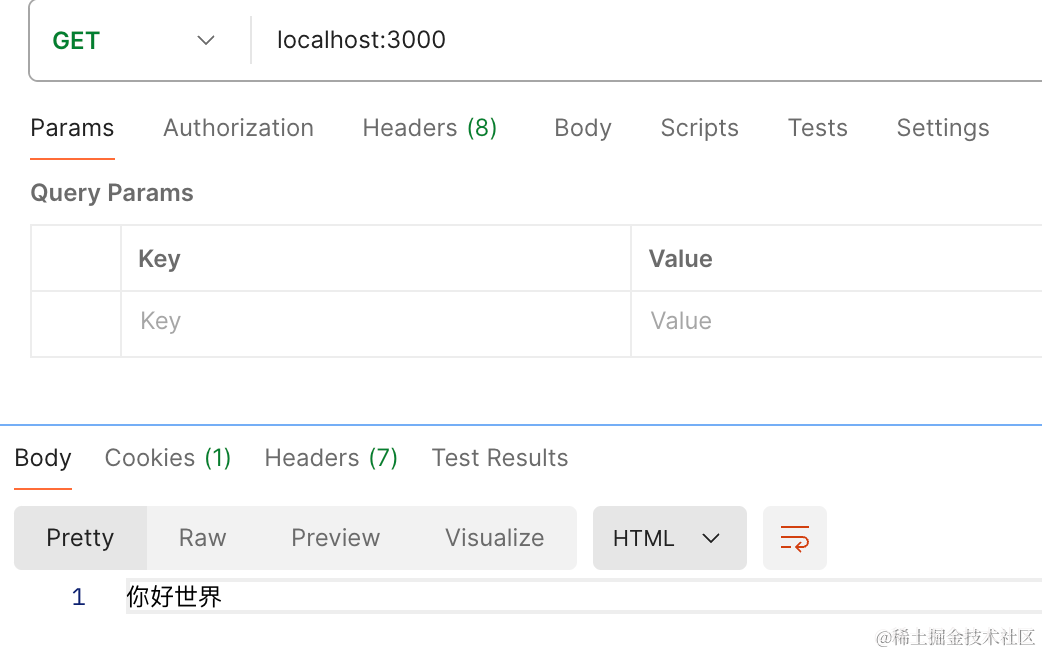 GET localhost:3000
Params Authorization Headers (8) Body Scripts Tests Settings
Query Params
Key Value
Key Value
Body Cookies (1) Headers (7) Test Results
Pretty Raw Preview Visualize HTML
1 你好世界
@稀土掘金技术社区